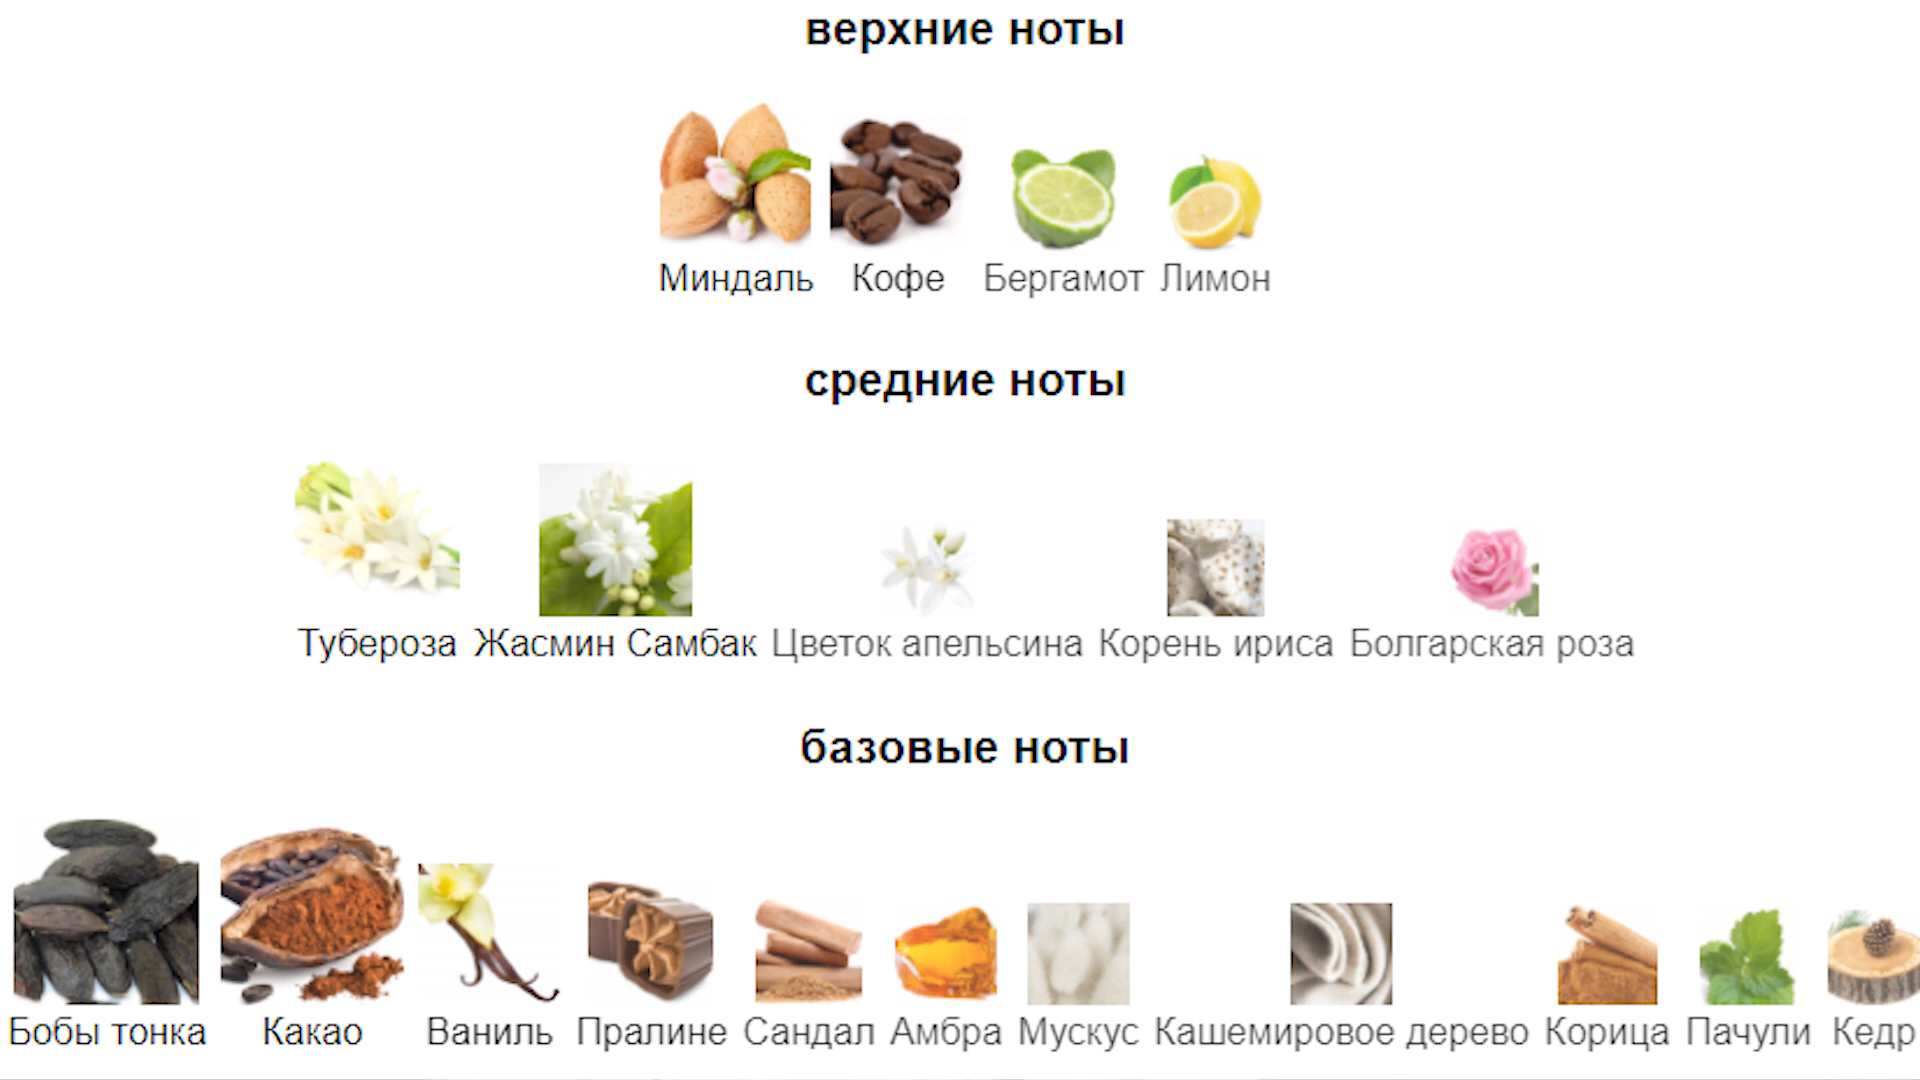 верхние ноты
Миндаль Кофе Бергамот Лимон
средние ноты
Тубероза Жасмин Самбак Цветок апельсина Корень ириса Болгарская роза
базовые ноты
Бобы тонка Какао Ваниль Пралине Сандал Амбра Мускус Кашемировое дерево Корица Пачули Кедр